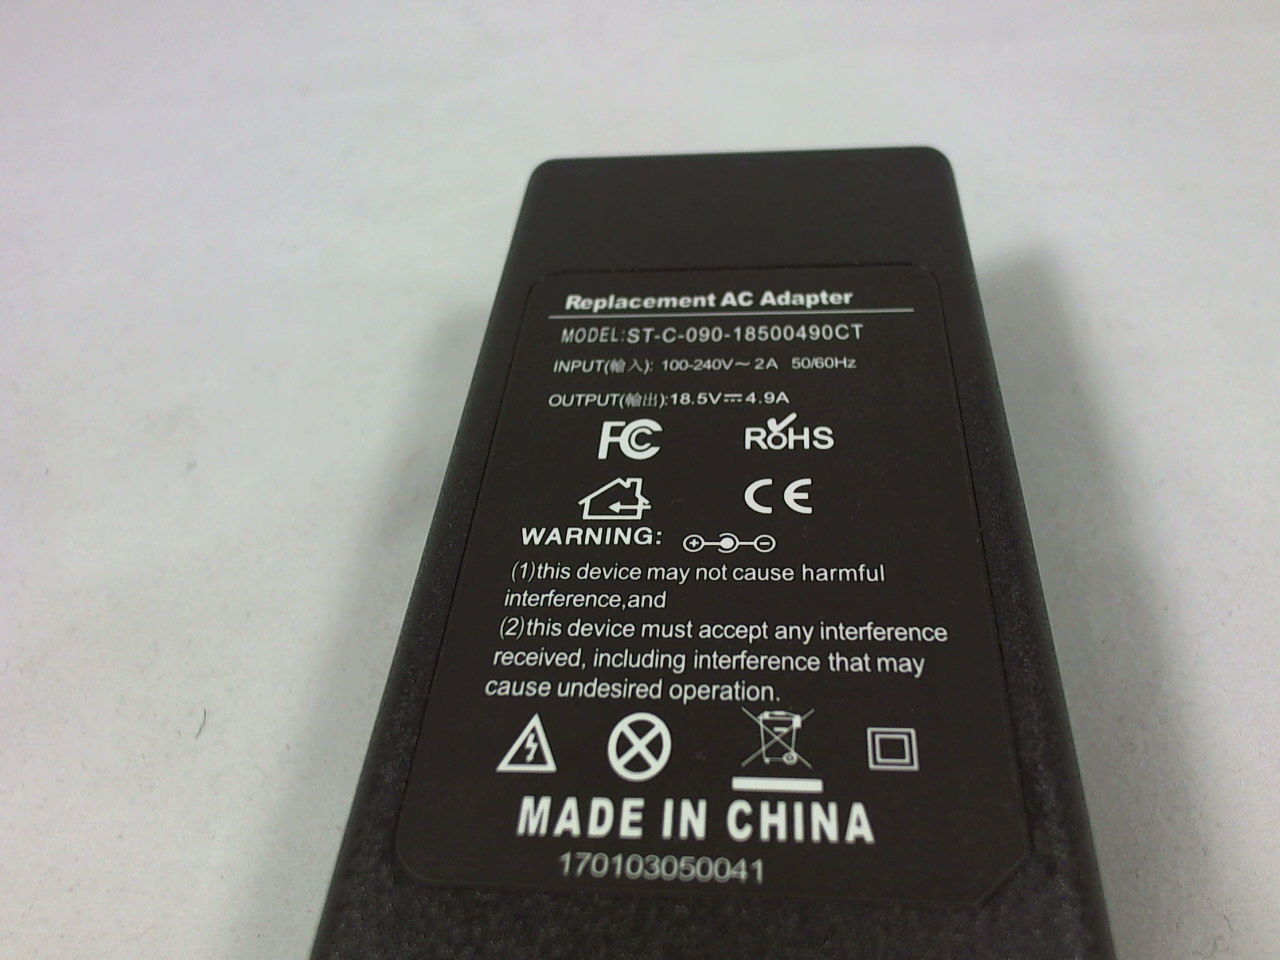 Replacement AC Adapter
MODEL:ST-C-090-18500490CT
INPUT(輸入): 100-240V~ 2A 50/60Hz
OUTPUT(輸出):18.5V⎓4.9A
FC RoHS
CE
WARNING:
(1)this device may not cause harmful
interference,and
(2)this device must accept any interference
received, including interference that may
cause undesired operation.
MADE IN CHINA
170103050041